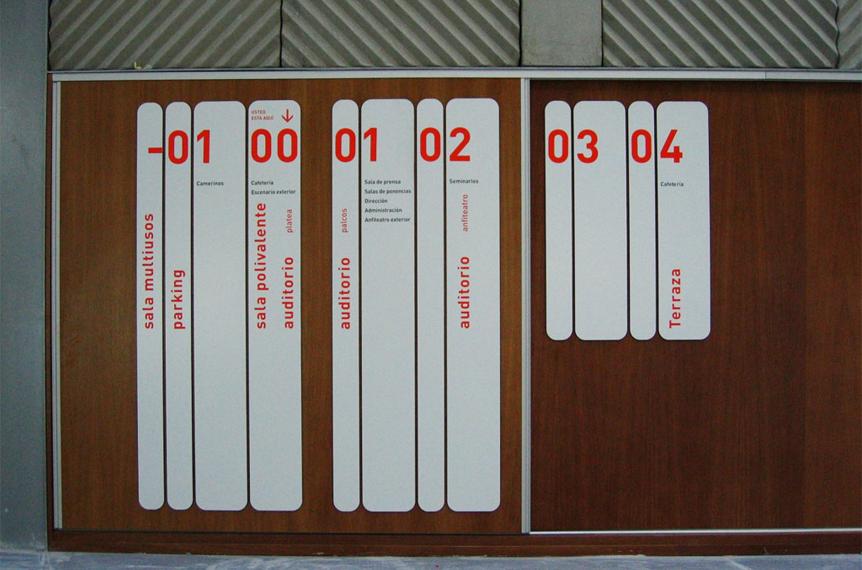 -01
Camerinos
sala multiusos
parking
USTED
ESTA AQUÍ
00
Cafetería
Escenario exterior
sala polivalente
auditorio platea
01
Sala de prensa
Salas de ponencias
Dirección
Administración
Anfiteatro exterior
auditorio palcos
02
Seminarios
auditorio anfiteatro
03
04
Cafetería
Terraza